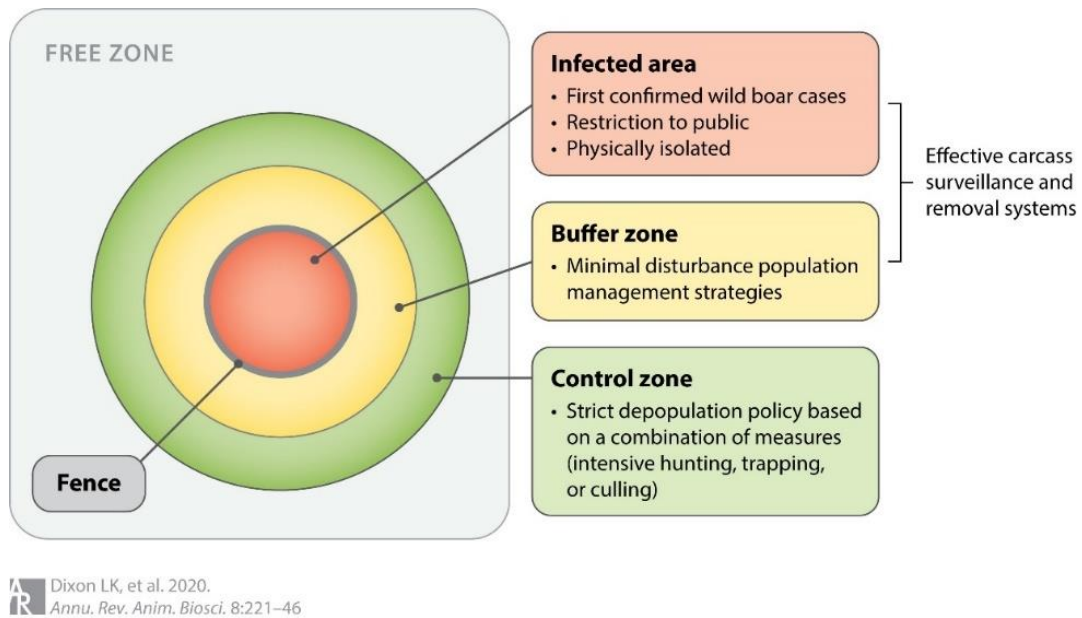 FREE ZONE
Fence
Infected area
• First confirmed wild boar cases
• Restriction to public
• Physically isolated
Buffer zone
• Minimal disturbance population
management strategies
Control zone
• Strict depopulation policy based
on a combination of measures
(intensive hunting, trapping,
or culling)
Effective carcass
surveillance and
removal systems
AR
Dixon LK, et al. 2020.
Annu. Rev. Anim. Biosci. 8:221–46